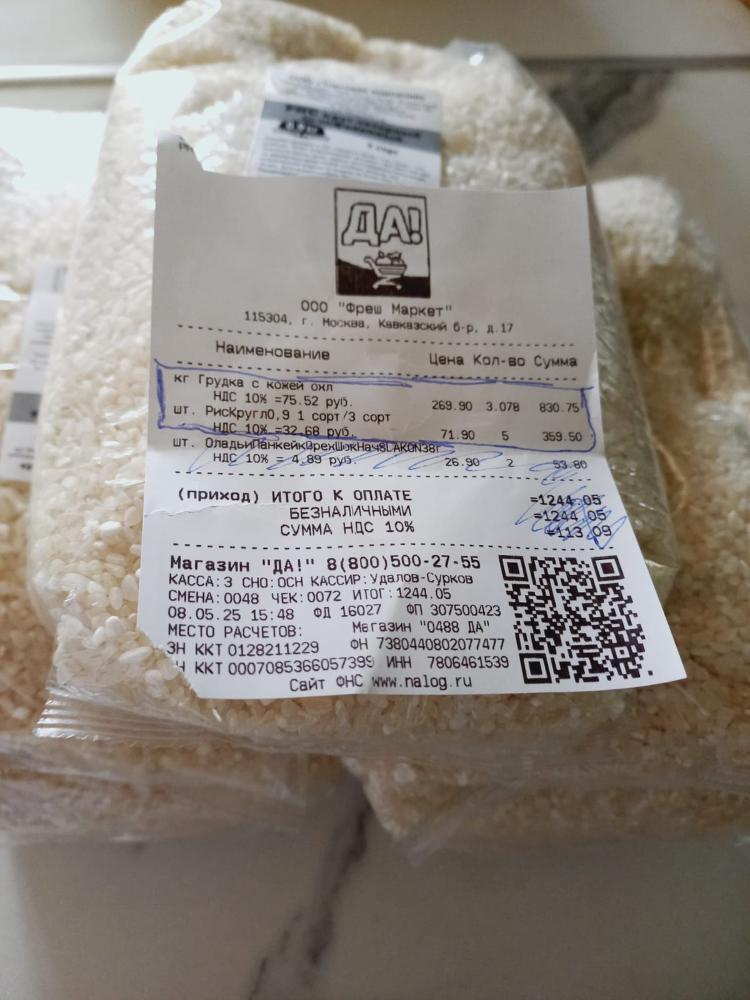 РИС КРУГЛОЗЕРНЫЙ
ДА!
ООО "Фреш Маркет"
115304, г. Москва, Кавказский б-р, д.17
Наименование Цена Кол-во Сумма
кг Грудка с кожей охл
НДС 10% =75.52 руб. 269.90 3.078 830.75
шт. РисКругл0,9 1 сорт/3 сорт
НДС 10% =32.68 руб. 71.90 5 359.50
шт. ОладьиПанкейкОрехШокНач8LAKON38г
НДС 10% = 4.89 руб. 26.90 2 53.80
(приход) ИТОГО К ОПЛАТЕ =1244.05
БЕЗНАЛИЧНЫМИ =1244.05
СУММА НДС 10% =113.09
Магазин "ДА!" 8(800)500-27-55
КАССА:3 СНО:ОСН КАССИР:Удалов-Сурков
СМЕНА:0048 ЧЕК:0072 ИТОГ:1244.05
08.05.25 15:48 ФД 16027 ФП 307500423
МЕСТО РАСЧЕТОВ: Магазин "0488 ДА"
ЗН ККТ 0128211229 ФН 7380440802077477
Н ККТ 0007085366057399 ИНН 7806461539
Сайт ФНС www.nalog.ru